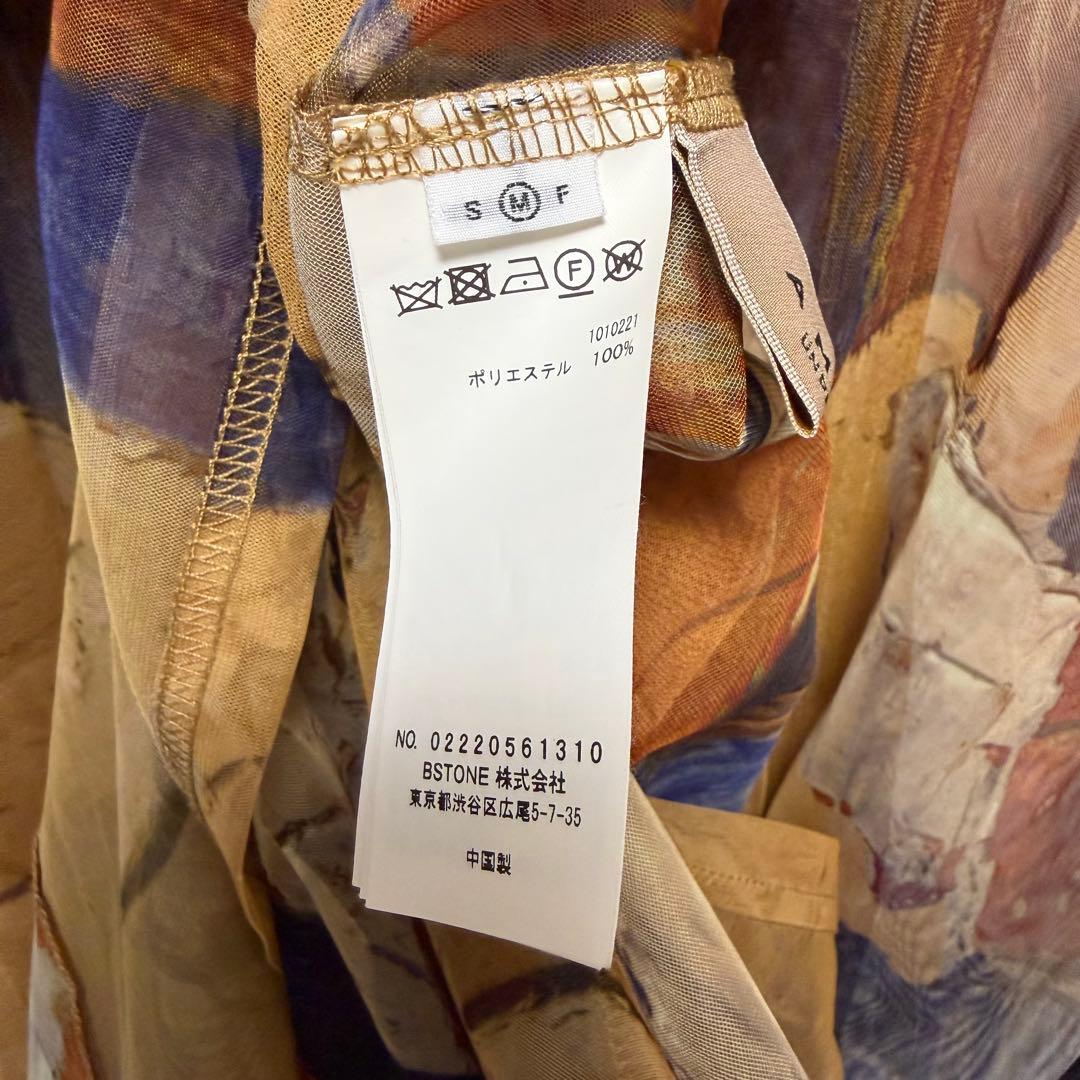 S M F
F W
1010221
ポリエステル 100%
NO. 02220561310
BSTONE 株式会社
東京都渋谷区広尾5-7-35
中国製